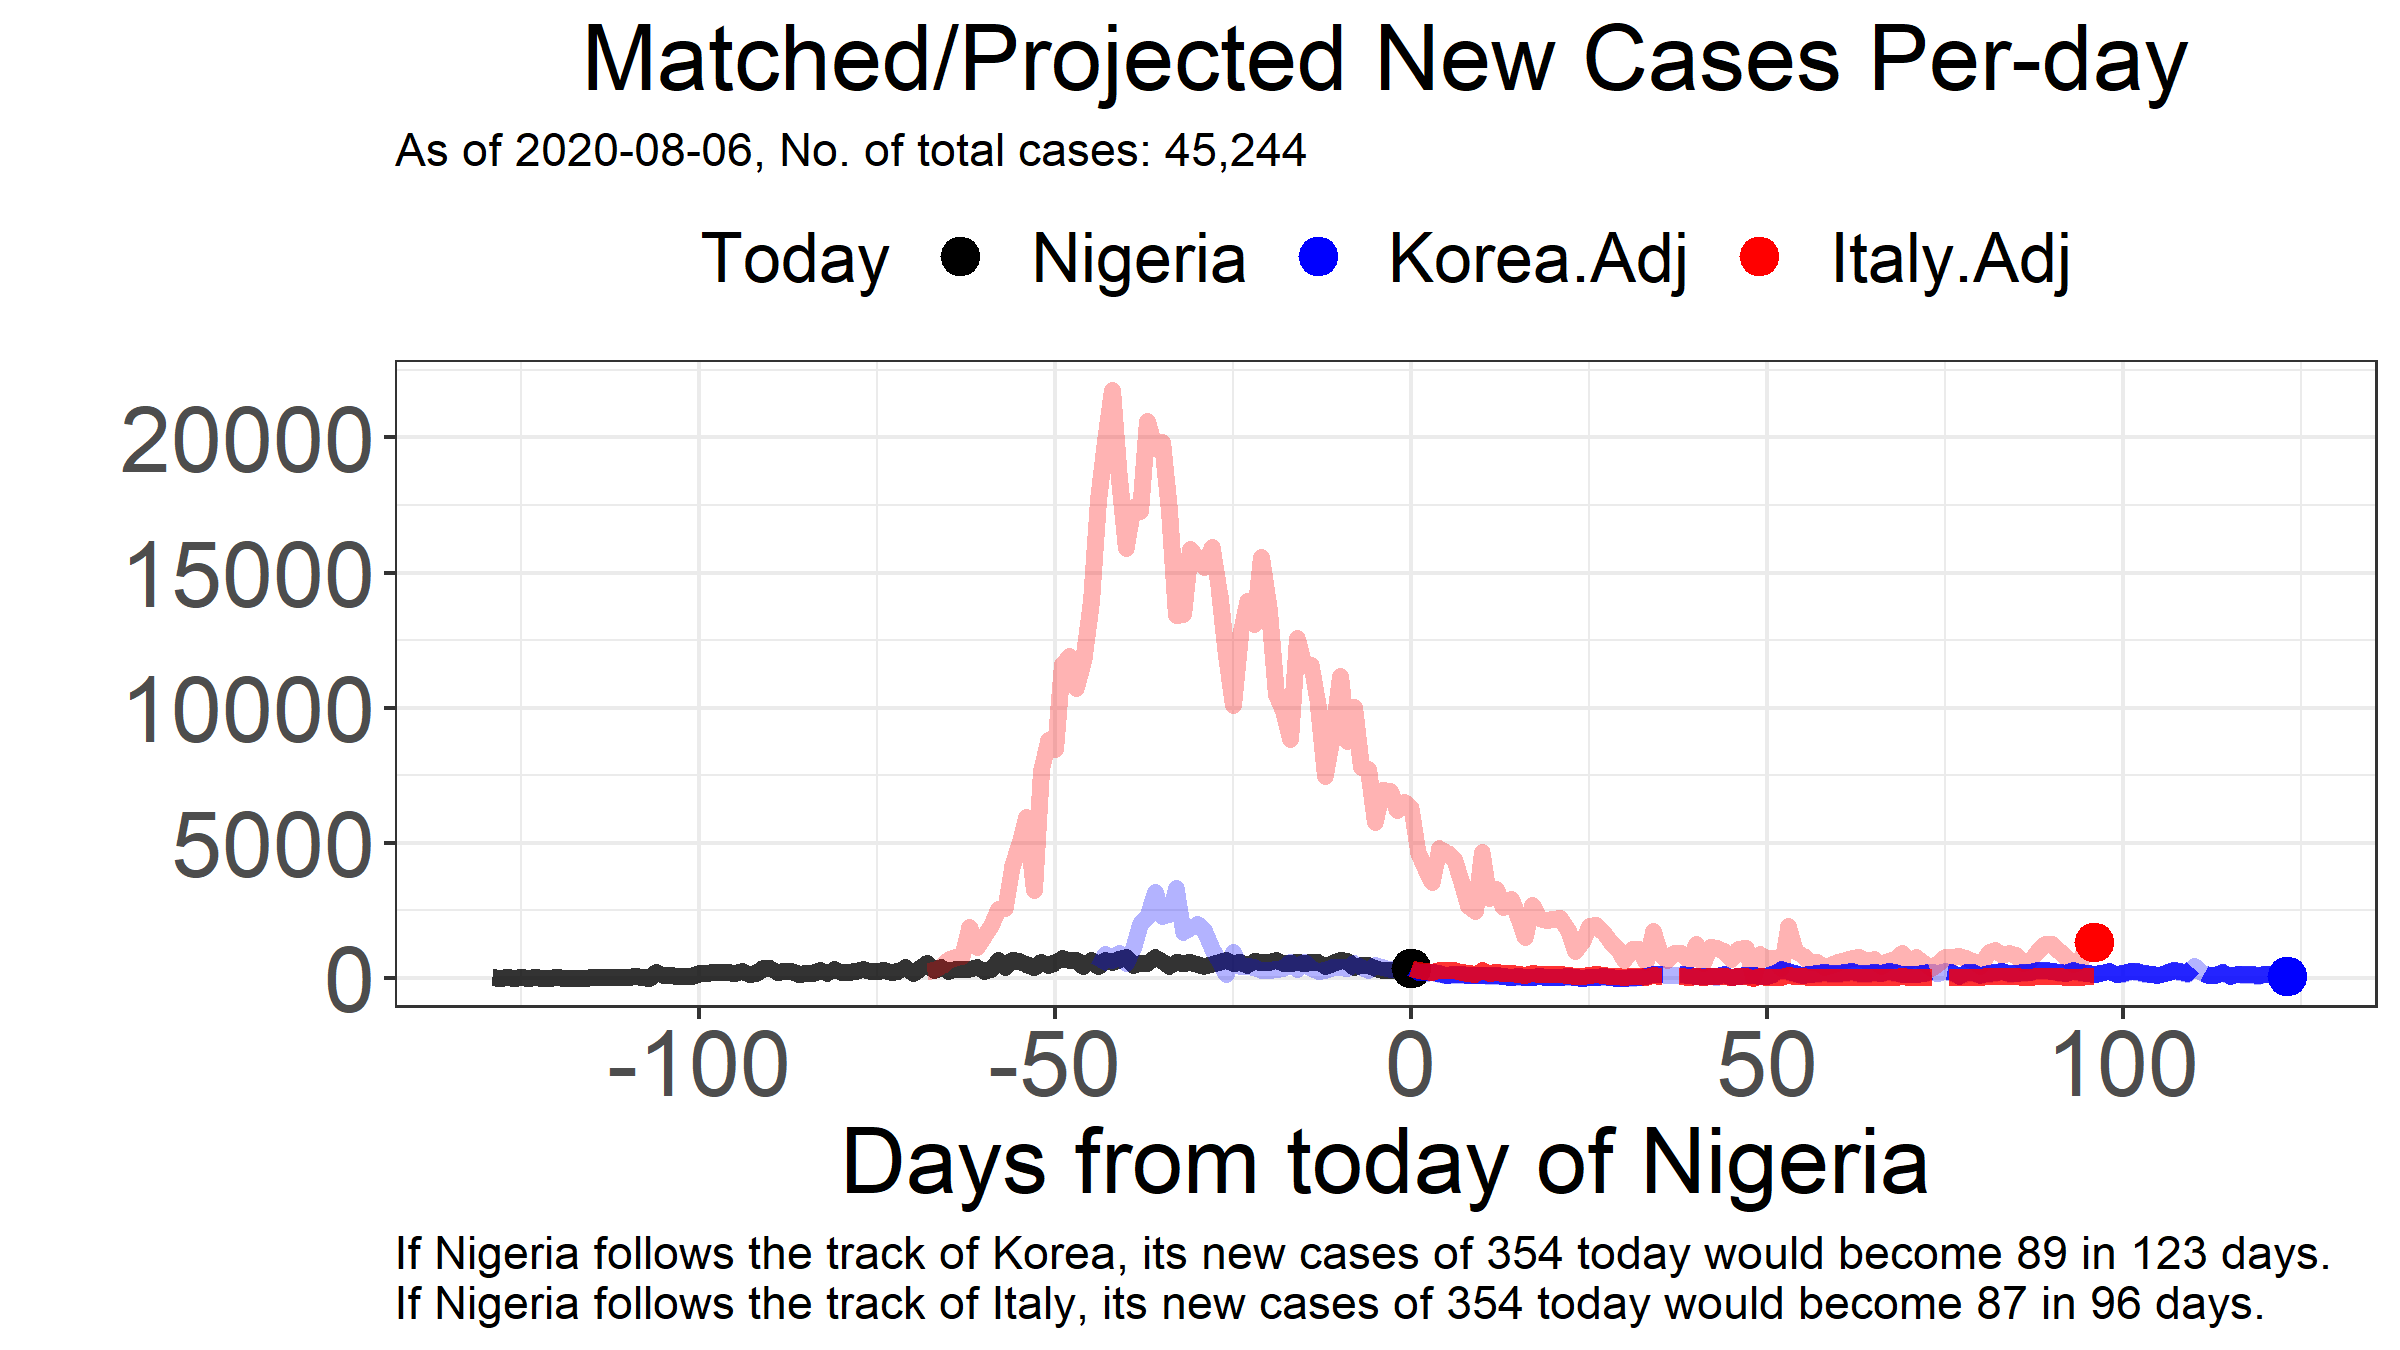 Matched/Projected New Cases Per-day
As of 2020-08-06, No. of total cases: 45,244
Today Nigeria Korea.Adj Italy.Adj
20000
15000
10000
5000
0
-100 -50 0 50 100
Days from today of Nigeria
If Nigeria follows the track of Korea, its new cases of 354 today would become 89 in 123 days.
If Nigeria follows the track of Italy, its new cases of 354 today would become 87 in 96 days.